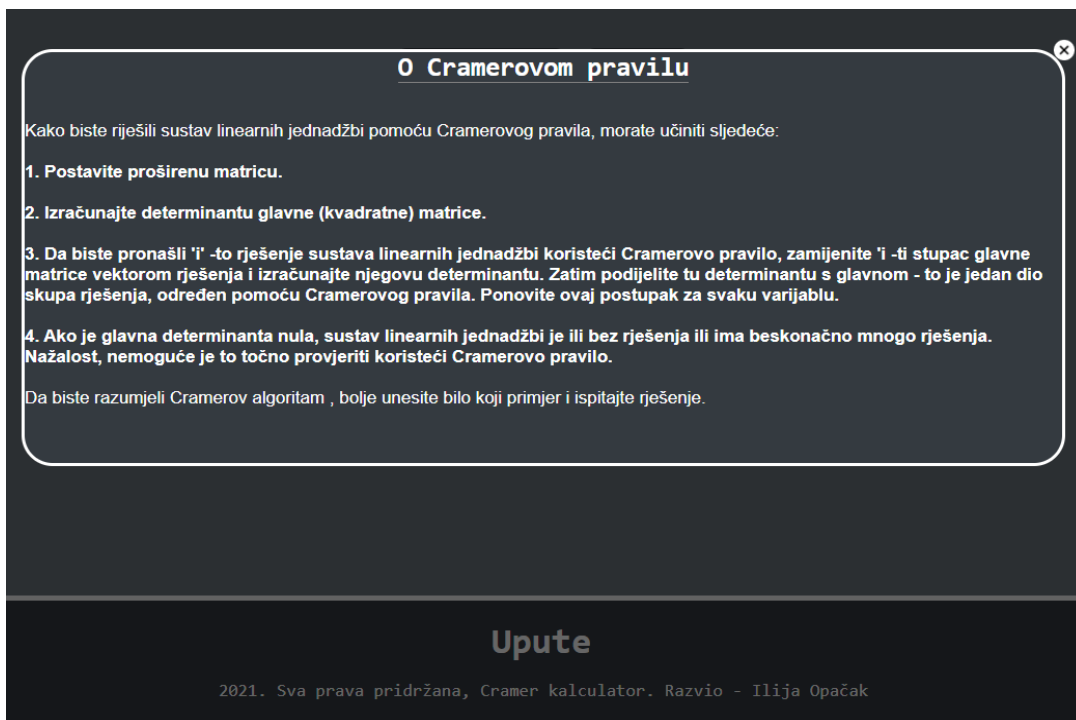 O Cramerovom pravilu
Kako biste riješili sustav linearnih jednadžbi pomoću Cramerovog pravila, morate učiniti sljedeće:
1. Postavite proširenu matricu.
2. Izračunajte determinantu glavne (kvadratne) matrice.
3. Da biste pronašli 'i' -to rješenje sustava linearnih jednadžbi koristeći Cramerovo pravilo, zamijenite 'i -ti stupac glavne
matrice vektorom rješenja i izračunajte njegovu determinantu. Zatim podijelite tu determinantu s glavnom - to je jedan dio
skupa rješenja, određen pomoću Cramerovog pravila. Ponovite ovaj postupak za svaku varijablu.
4. Ako je glavna determinanta nula, sustav linearnih jednadžbi je ili bez rješenja ili ima beskonačno mnogo rješenja.
Nažalost, nemoguće je to točno provjeriti koristeći Cramerovo pravilo.
Da biste razumjeli Cramerov algoritam , bolje unesite bilo koji primjer i ispitajte rješenje.
Upute
2021. Sva prava pridržana, Cramer kalculator. Razvio - Ilija Opačak